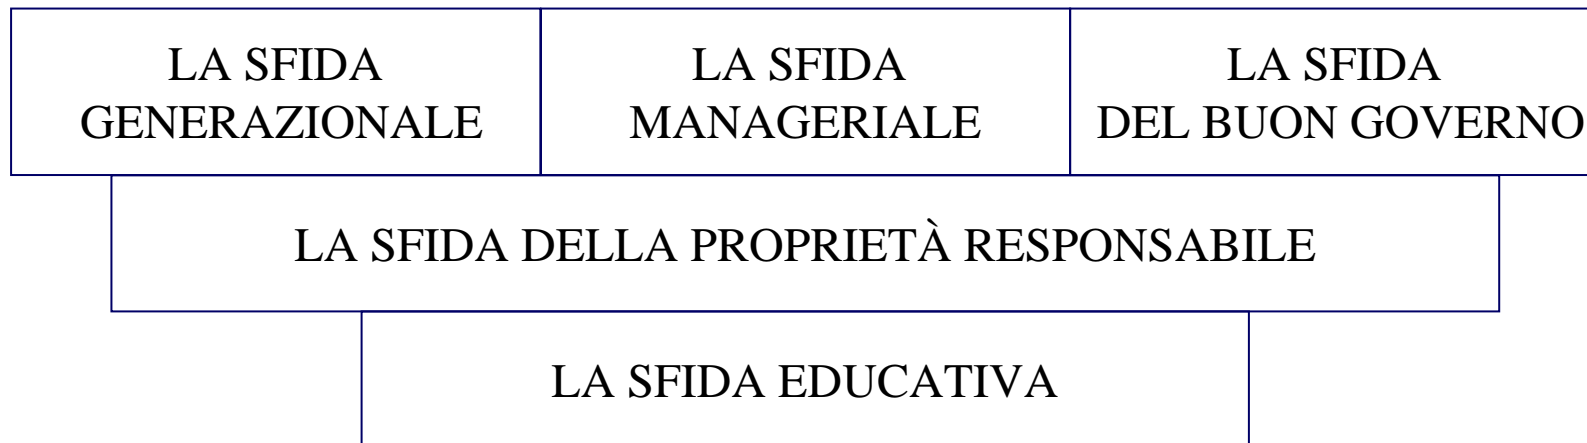 LA SFIDA
GENERAZIONALE
LA SFIDA
MANAGERIALE
LA SFIDA
DEL BUON GOVERNO
LA SFIDA DELLA PROPRIETÀ RESPONSABILE
LA SFIDA EDUCATIVA